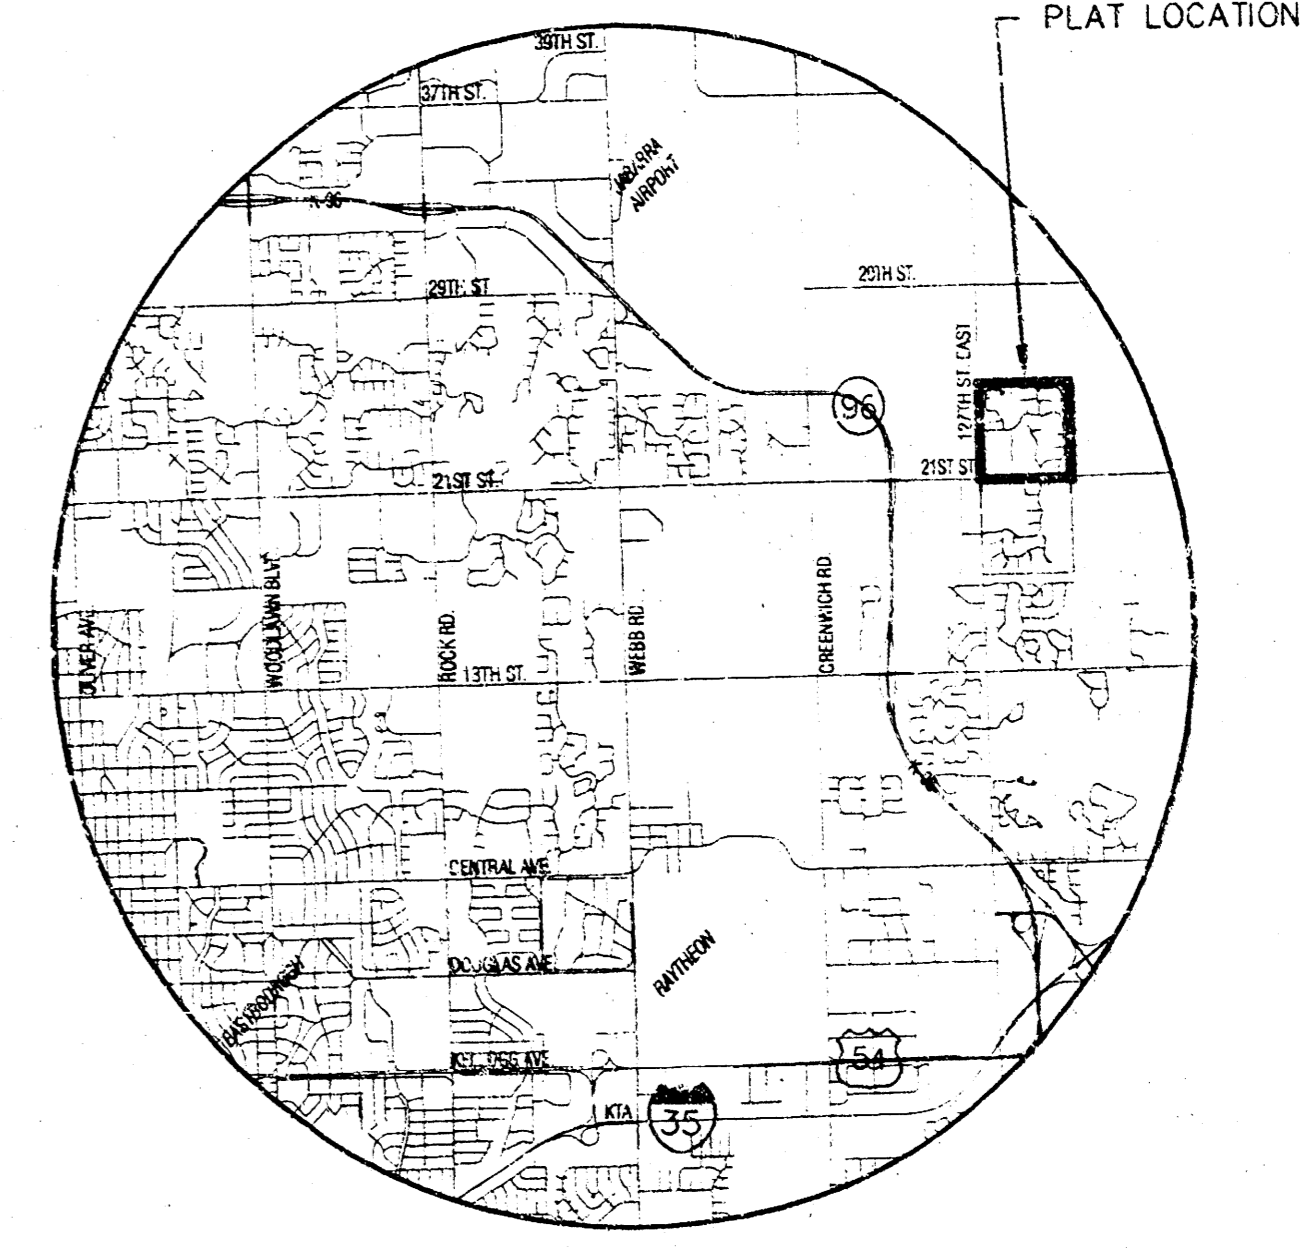 PLAT LOCATION
39TH ST.
37TH ST.
JABARRA
AIRPORT
K-96
29TH ST.
29TH ST
127TH ST. EAST
96
21ST ST
21ST ST.
OLIVER AVE.
WOODLAWN BLVD
ROCK RD.
WEBB RD.
GREENWICH RD.
13TH ST.
CENTRAL AVE.
DOUGLAS AVE.
RAYTHEON
KELLOGG AVE
54
KTA
35